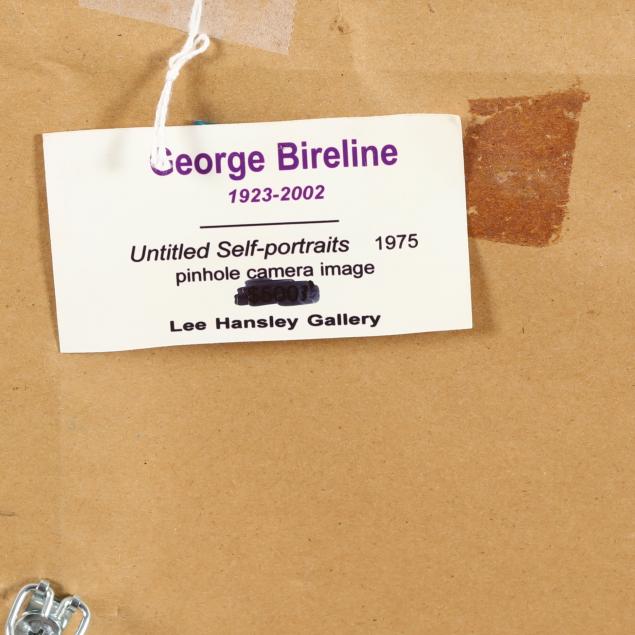 George Bireline
1923-2002
Untitled Self-portraits 1975
pinhole camera image
Lee Hansley Gallery